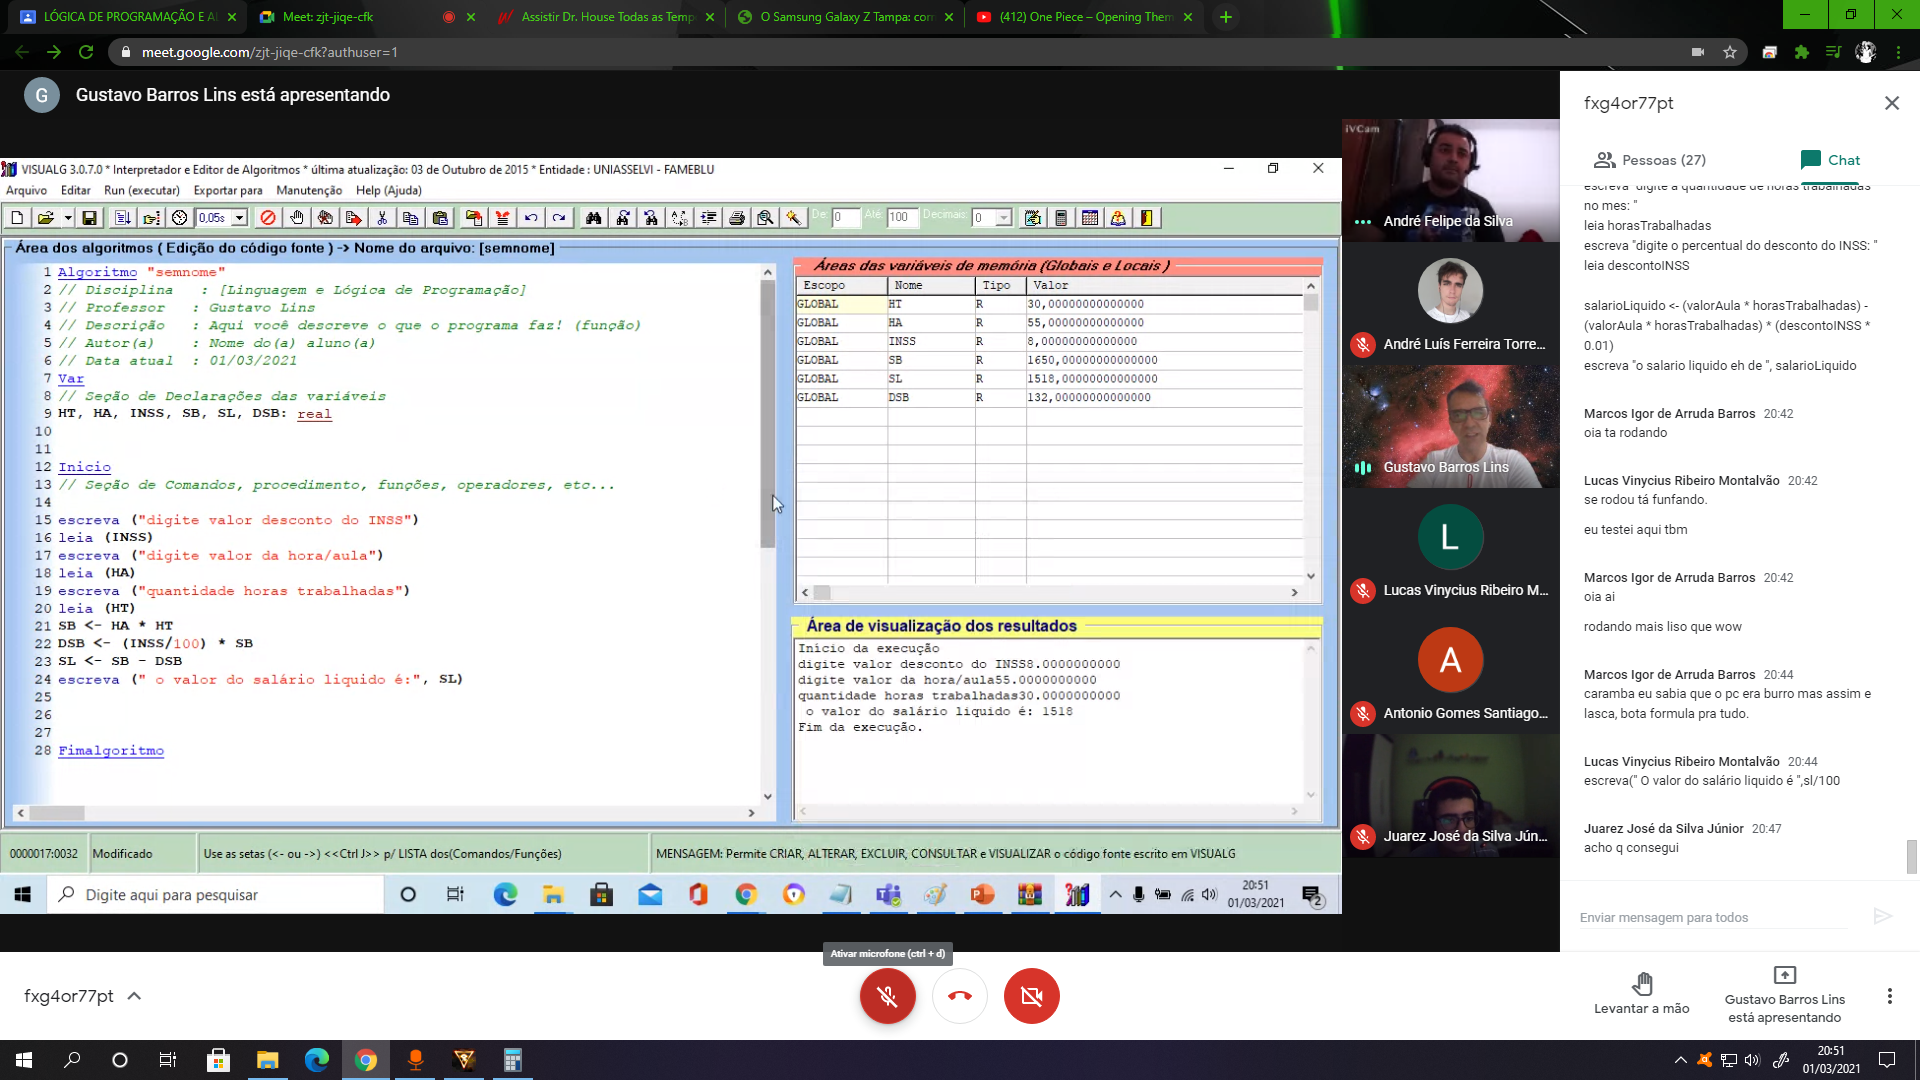 LÓGICA DE PROGRAMAÇÃO E AL
Meet: zjt-jiqe-cfk
Assistir Dr. House Todas as Temp
O Samsung Galaxy Z Tampa: com
(412) One Piece – Opening Them
meet.google.com/zjt-jiqe-cfk?authuser=1
G
Gustavo Barros Lins está apresentando
VISUALG 3.0.7.0 * Interpretador e Editor de Algoritmos * última atualização: 03 de Outubro de 2015 * Entidade : UNIASSELVI - FAMEBLU
Arquivo Editar Run (executar) Exportar para Manutenção Help (Ajuda)
0,05s De: 0 Até: 100 Decimais: 0
Área dos algoritmos ( Edição do código fonte ) -> Nome do arquivo: [semnome]
1 Algoritmo "semnome"
2 // Disciplina : [Linguagem e Lógica de Programação]
3 // Professor : Gustavo Lins
4 // Descrição : Aqui você descreve o que o programa faz! (função)
5 // Autor(a) : Nome do(a) aluno(a)
6 // Data atual : 01/03/2021
7 Var
8 // Seção de Declarações das variáveis
9 HT, HA, INSS, SB, SL, DSB: real
10
11
12 Inicio
13 // Seção de Comandos, procedimento, funções, operadores, etc...
14
15 escreva ("digite valor desconto do INSS")
16 leia (INSS)
17 escreva ("digite valor da hora/aula")
18 leia (HA)
19 escreva ("quantidade horas trabalhadas")
20 leia (HT)
21 SB <- HA * HT
22 DSB <- (INSS/100) * SB
23 SL <- SB - DSB
24 escreva (" o valor do salário liquido é:", SL)
25
26
27
28 Fimalgoritmo
Áreas das variáveis de memória (Globais e Locais )
Escopo Nome Tipo Valor
GLOBAL HT R 30,00000000000000
GLOBAL HA R 55,00000000000000
GLOBAL INSS R 8,0000000000000
GLOBAL SB R 1650,0000000000000
GLOBAL SL R 1518,0000000000000
GLOBAL DSB R 132,0000000000000
Área de visualização dos resultados
Início da execução
digite valor desconto do INSS8.0000000000
digite valor da hora/aula55.0000000000
quantidade horas trabalhadas30.0000000000
o valor do salário liquido é: 1518
Fim da execução.
0000017:0032 Modificado Use as setas (<- ou ->) <<Ctrl J>> p/ LISTA dos(Comandos/Funções) MENSAGEM: Permite CRIAR, ALTERAR, EXCLUIR, CONSULTAR e VISUALIZAR o código fonte escrito em VISUALG
Digite aqui para pesquisar
20:51
01/03/2021
2
iVCam
André Felipe da Silva
André Luís Ferreira Torre...
Gustavo Barros Lins
L
Lucas Vinycius Ribeiro M...
A
Antonio Gomes Santiago...
Juarez José da Silva Jún...
fxg4or77pt
Pessoas (27)
Chat
escreva "digite a quantidade de horas trabalhadas
no mes: "
leia horasTrabalhadas
escreva "digite o percentual do desconto do INSS: "
leia descontoINSS
salarioLiquido <- (valorAula * horasTrabalhadas) -
(valorAula * horasTrabalhadas) * (descontoINSS *
0.01)
escreva "o salario liquido eh de ", salarioLiquido
Marcos Igor de Arruda Barros 20:42
oia ta rodando
Lucas Vinycius Ribeiro Montalvão 20:42
se rodou tá funfando.
eu testei aqui tbm
Marcos Igor de Arruda Barros 20:42
oia ai
rodando mais liso que wow
Marcos Igor de Arruda Barros 20:44
caramba eu sabia que o pc era burro mas assim e
lasca, bota formula pra tudo.
Lucas Vinycius Ribeiro Montalvão 20:44
escreva(" O valor do salário liquido é ",sl/100
Juarez José da Silva Júnior 20:47
acho q consegui
Enviar mensagem para todos
Ativar microfone (ctrl + d)
fxg4or77pt
Levantar a mão
Gustavo Barros Lins
está apresentando
20:51
01/03/2021